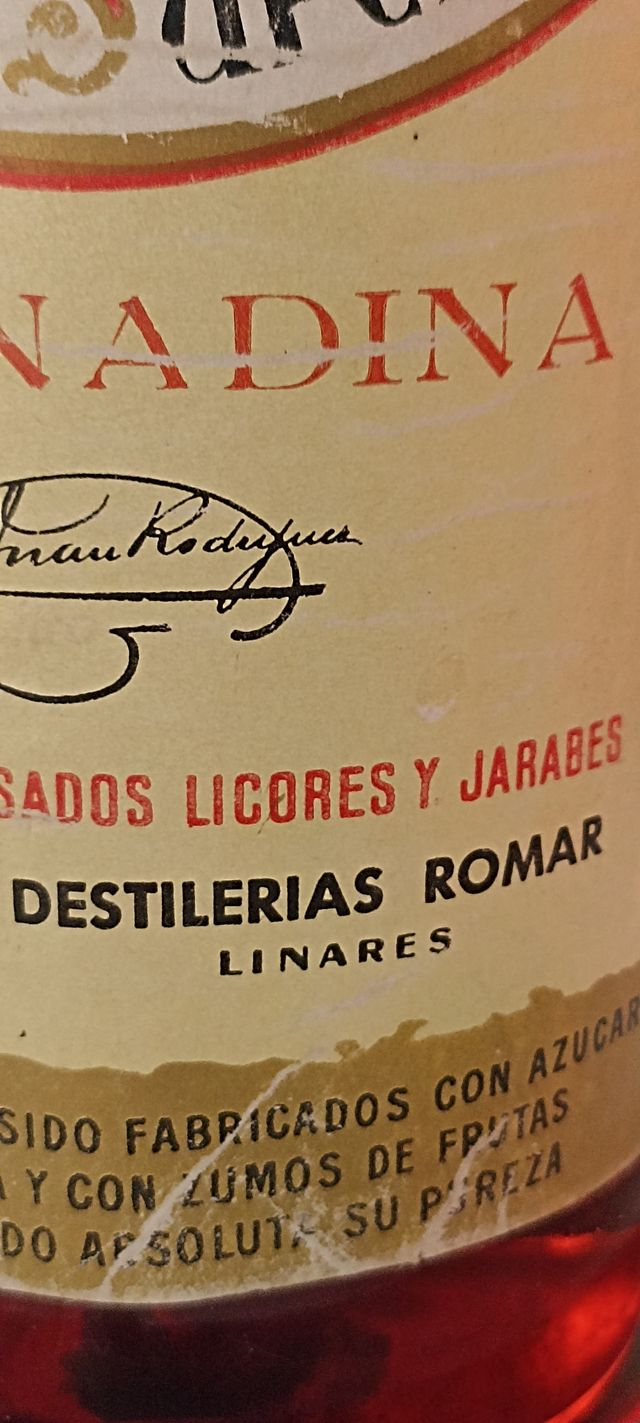 NADINA
Rodriguez
SADOS LICORES Y JARABES
DESTILERIAS ROMAR
LINARES
SIDO FABRICADOS CON AZUCAR
Y CON ZUMOS DE FRUTAS
DO ABSOLUTA SU PUREZA